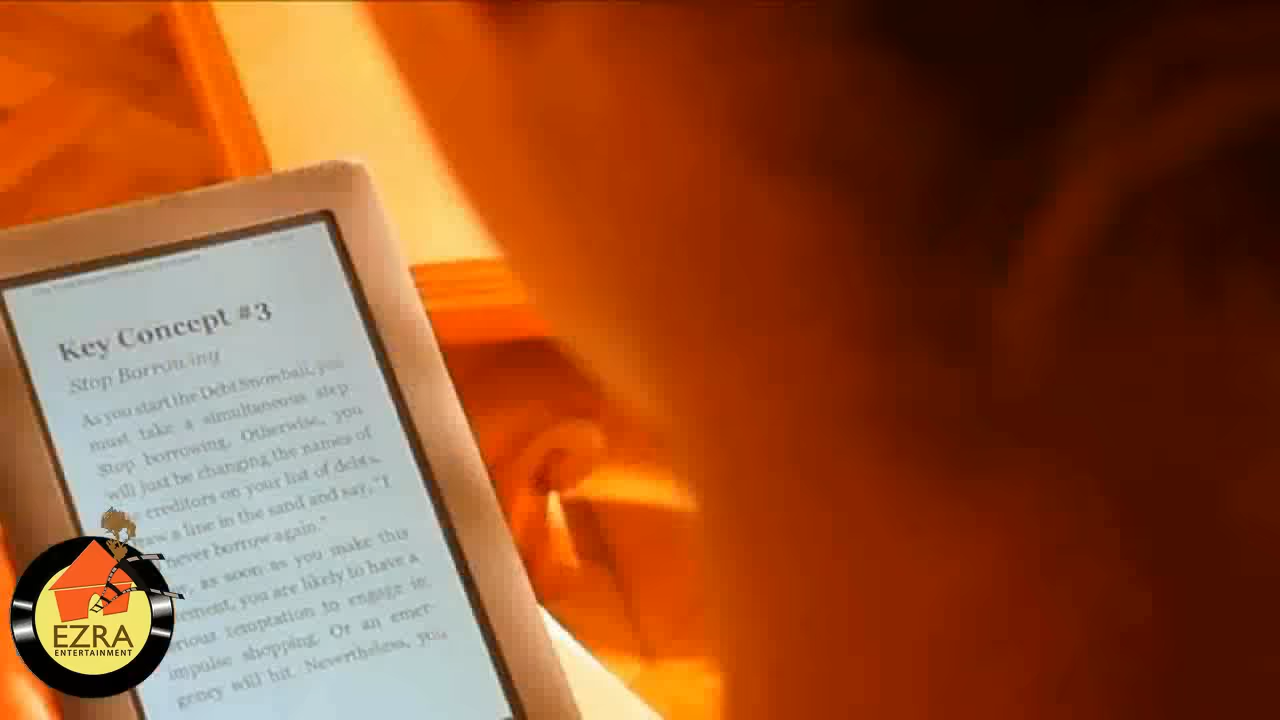 Key Concept #3
Stop Borrowing
As you start the Debt Snowball, you
must take a simultaneous step
Stop borrowing. Otherwise, you
will just be changing the names of
creditors on your list of debts.
a line in the sand and say, "I
never borrow again."
as soon as you make this
you are likely to have a
temptation to engage in
impulse shopping. Or an emer-
gency will hit. Nevertheless, you
EZRA
ENTERTAINMENT